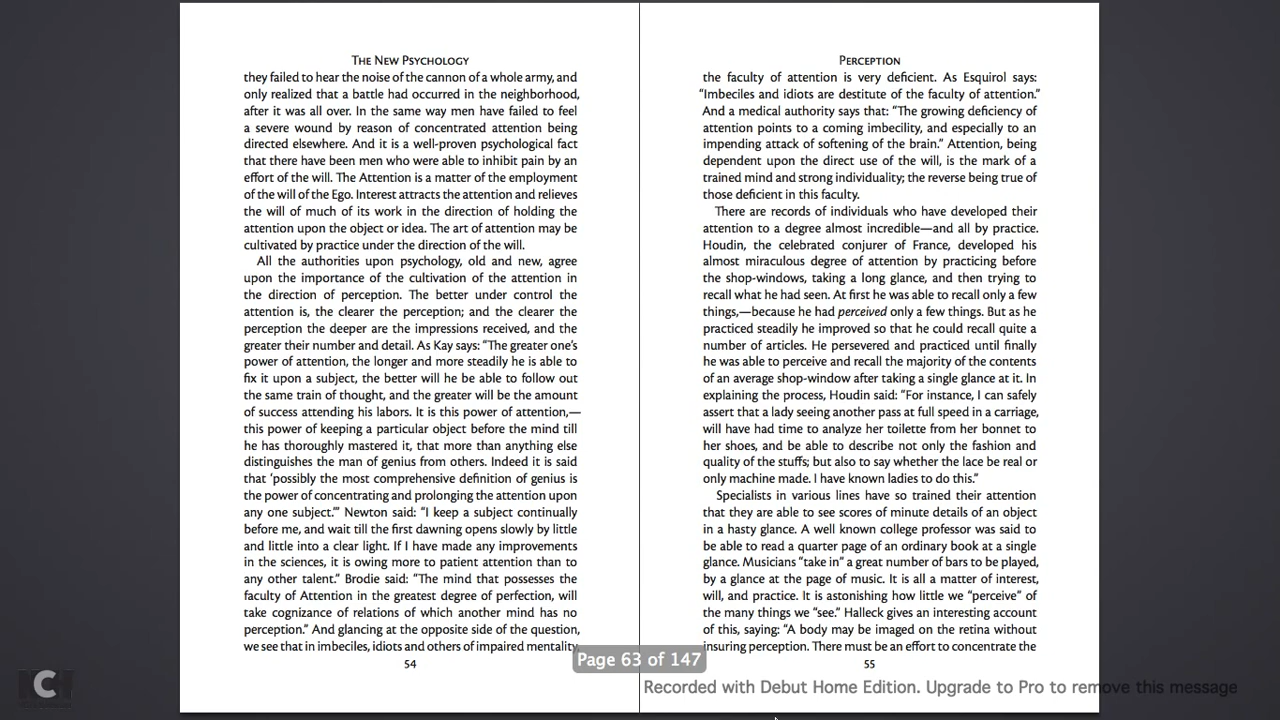 THE NEW PSYCHOLOGY
they failed to hear the noise of the cannon of a whole army, and
only realized that a battle had occurred in the neighborhood,
after it was all over. In the same way men have failed to feel
a severe wound by reason of concentrated attention being
directed elsewhere. And it is a well-proven psychological fact
that there have been men who were able to inhibit pain by an
effort of the will. The Attention is a matter of the employment
of the will of the Ego. Interest attracts the attention and relieves
the will of much of its work in the direction of holding the
attention upon the object or idea. The art of attention may be
cultivated by practice under the direction of the will.
All the authorities upon psychology, old and new, agree
upon the importance of the cultivation of the attention in
the direction of perception. The better under control the
attention is, the clearer the perception; and the clearer the
perception the deeper are the impressions received, and the
greater their number and detail. As Kay says: “The greater one’s
power of attention, the longer and more steadily he is able to
fix it upon a subject, the better will he be able to follow out
the same train of thought, and the greater will be the amount
of success attending his labors. It is this power of attention,—
this power of keeping a particular object before the mind till
he has thoroughly mastered it, that more than anything else
distinguishes the man of genius from others. Indeed it is said
that ‘possibly the most comprehensive definition of genius is
the power of concentrating and prolonging the attention upon
any one subject.’” Newton said: “I keep a subject continually
before me, and wait till the first dawning opens slowly by little
and little into a clear light. If I have made any improvements
in the sciences, it is owing more to patient attention than to
any other talent.” Brodie said: “The mind that possesses the
faculty of Attention in the greatest degree of perfection, will
take cognizance of relations of which another mind has no
perception.” And glancing at the opposite side of the question,
we see that in imbeciles, idiots and others of impaired mentality,
54
PERCEPTION
the faculty of attention is very deficient. As Esquirol says:
“Imbeciles and idiots are destitute of the faculty of attention.”
And a medical authority says that: “The growing deficiency of
attention points to a coming imbecility, and especially to an
impending attack of softening of the brain.” Attention, being
dependent upon the direct use of the will, is the mark of a
trained mind and strong individuality; the reverse being true of
those deficient in this faculty.
There are records of individuals who have developed their
attention to a degree almost incredible—and all by practice.
Houdin, the celebrated conjurer of France, developed his
almost miraculous degree of attention by practicing before
the shop-windows, taking a long glance, and then trying to
recall what he had seen. At first he was able to recall only a few
things,—because he had perceived only a few things. But as he
practiced steadily he improved so that he could recall quite a
number of articles. He persevered and practiced until finally
he was able to perceive and recall the majority of the contents
of an average shop-window after taking a single glance at it. In
explaining the process, Houdin said: “For instance, I can safely
assert that a lady seeing another pass at full speed in a carriage,
will have had time to analyze her toilette from her bonnet to
her shoes, and be able to describe not only the fashion and
quality of the stuffs; but also to say whether the lace be real or
only machine made. I have known ladies to do this.”
Specialists in various lines have so trained their attention
that they are able to see scores of minute details of an object
in a hasty glance. A well known college professor was said to
be able to read a quarter page of an ordinary book at a single
glance. Musicians “take in” a great number of bars to be played,
by a glance at the page of music. It is all a matter of interest,
will, and practice. It is astonishing how little we “perceive” of
the many things we “see.” Halleck gives an interesting account
of this, saying: “A body may be imaged on the retina without
insuring perception. There must be an effort to concentrate the
55
Page 63 of 147
Recorded with Debut Home Edition. Upgrade to Pro to remove this message